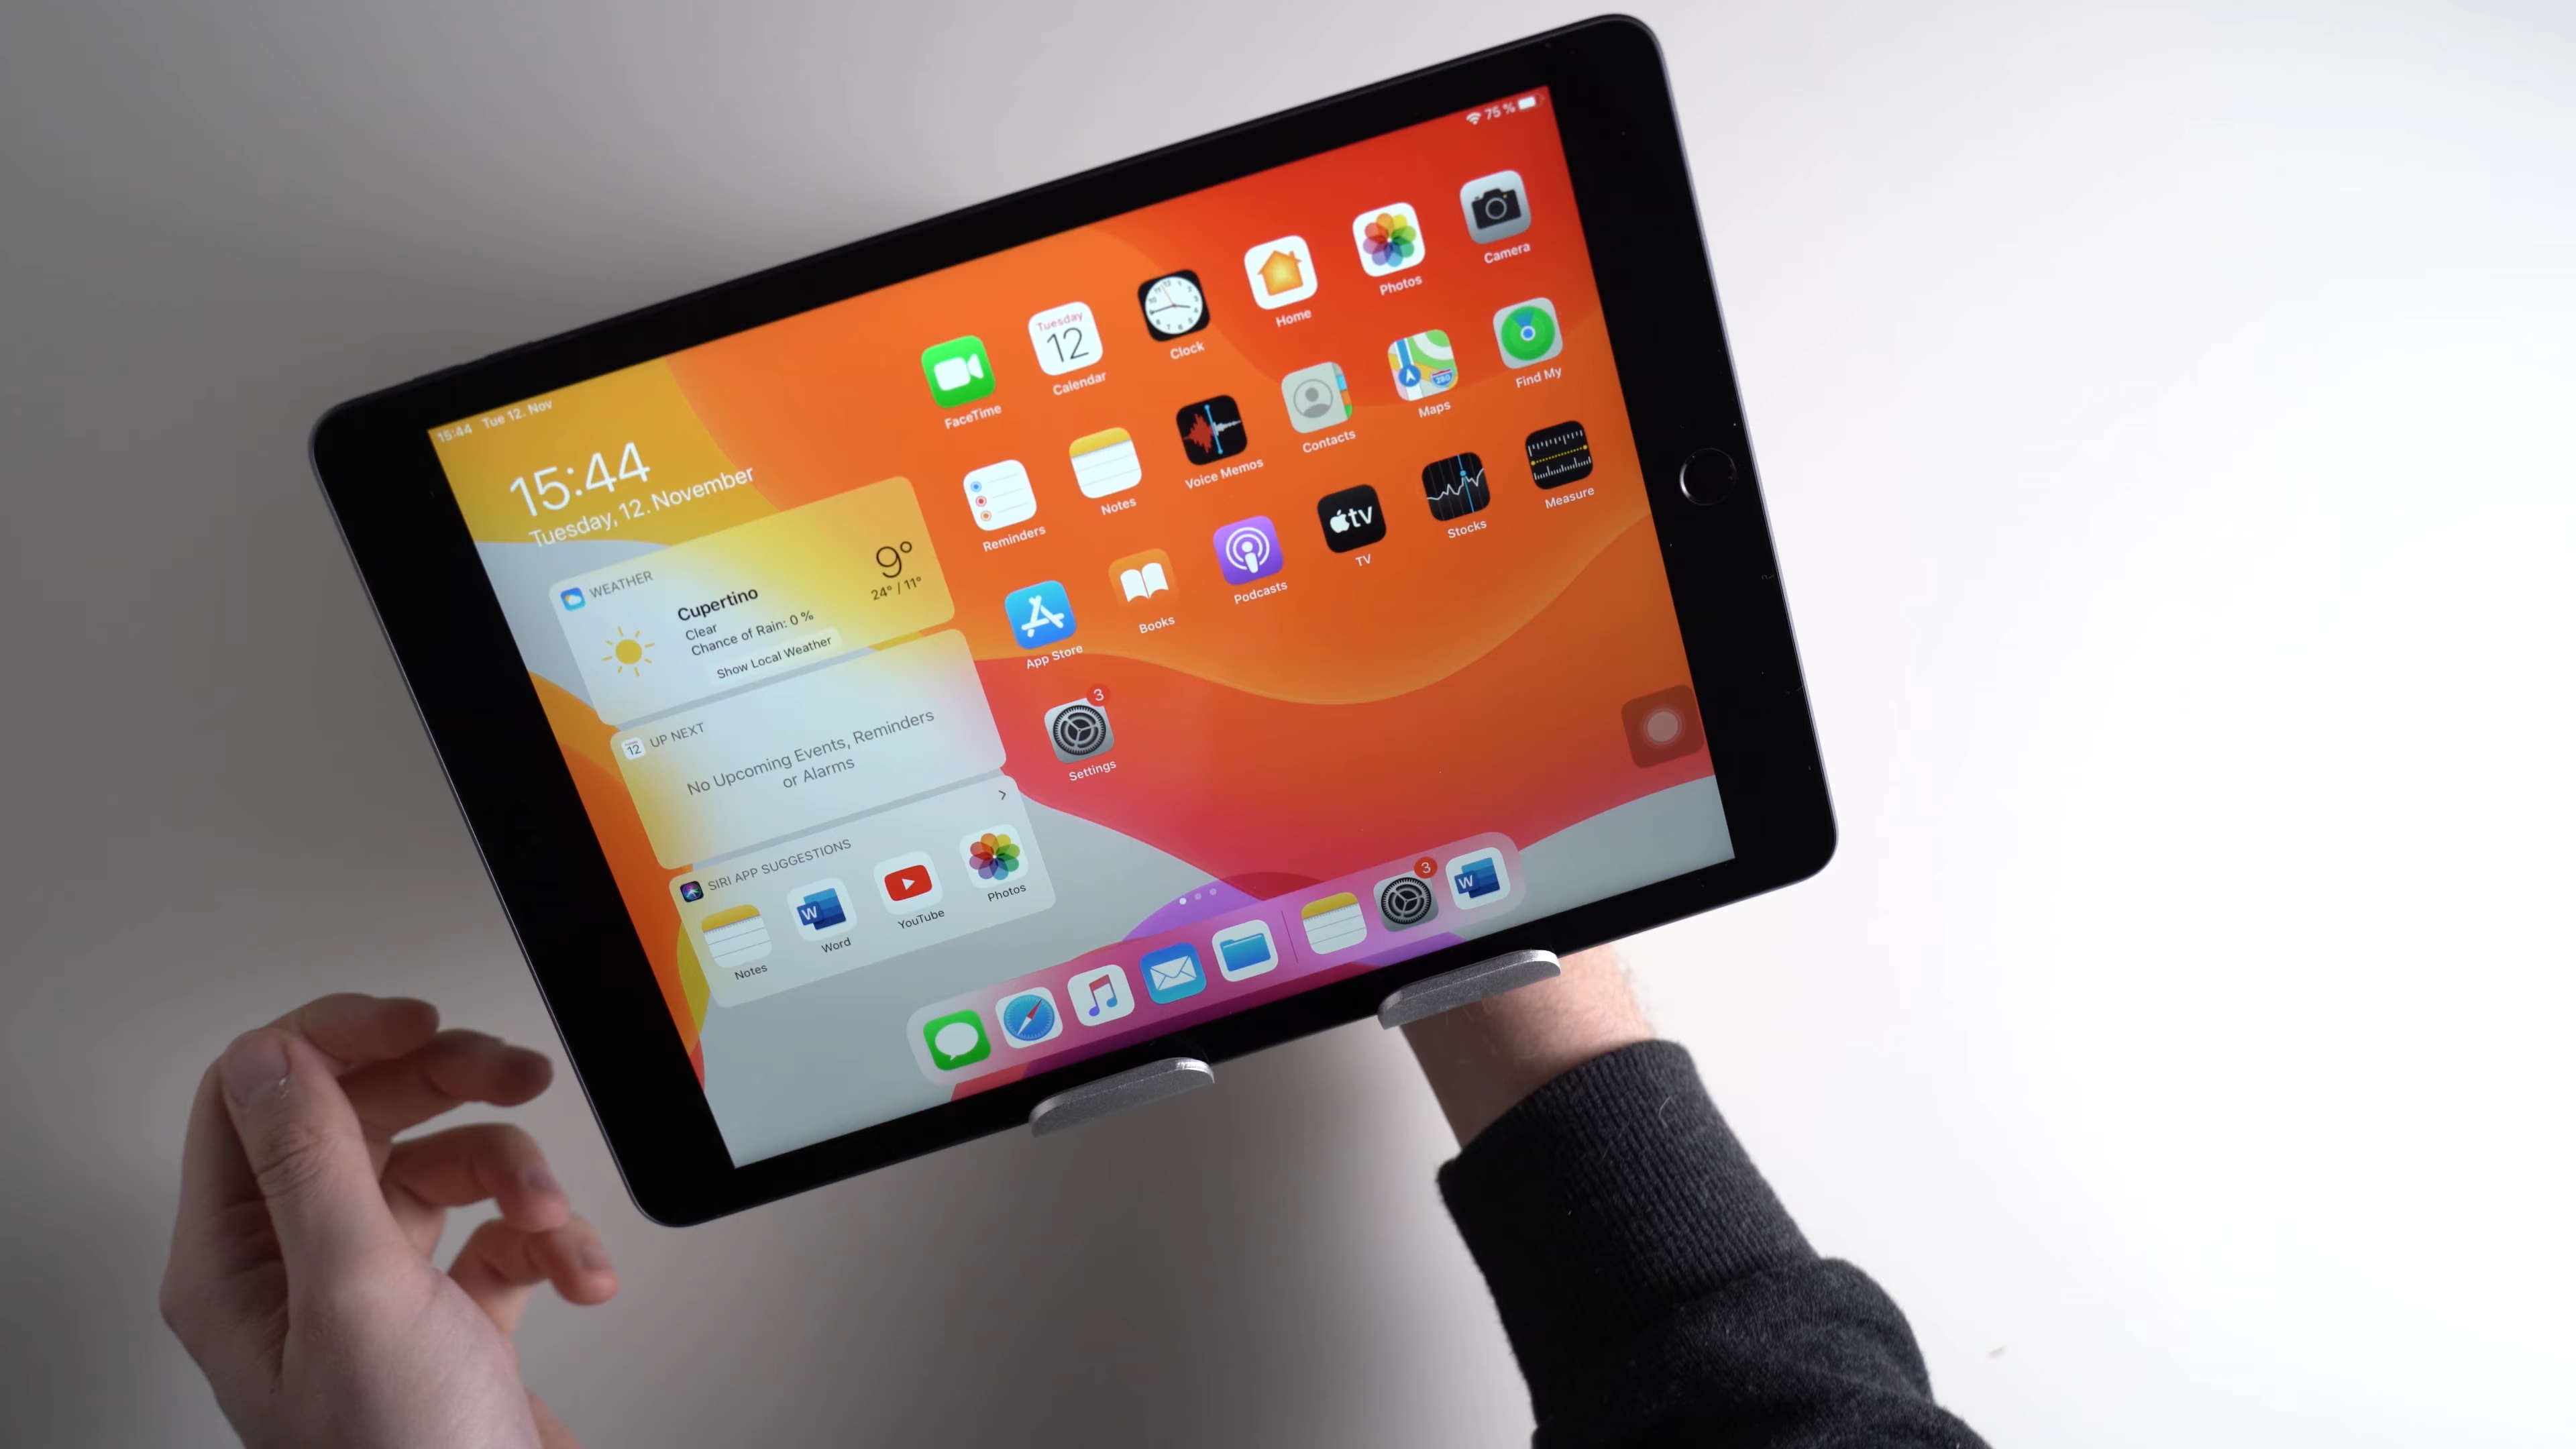 15:44 Tue 12. Nov
75 %
15:44
Tuesday, 12. November
WEATHER
Cupertino
Clear
Chance of Rain: 0 %
Show Local Weather
9°
24° / 11°
12
UP NEXT
No Upcoming Events, Reminders
or Alarms
SIRI APP SUGGESTIONS
Notes
W
Word
YouTube
Photos
FaceTime
Tuesday
12
Calendar
Clock
Home
Photos
Camera
Reminders
Notes
Voice Memos
Contacts
280
Maps
Find My
App Store
Books
Podcasts
tv
TV
Stocks
Measure
3
Settings
3
W